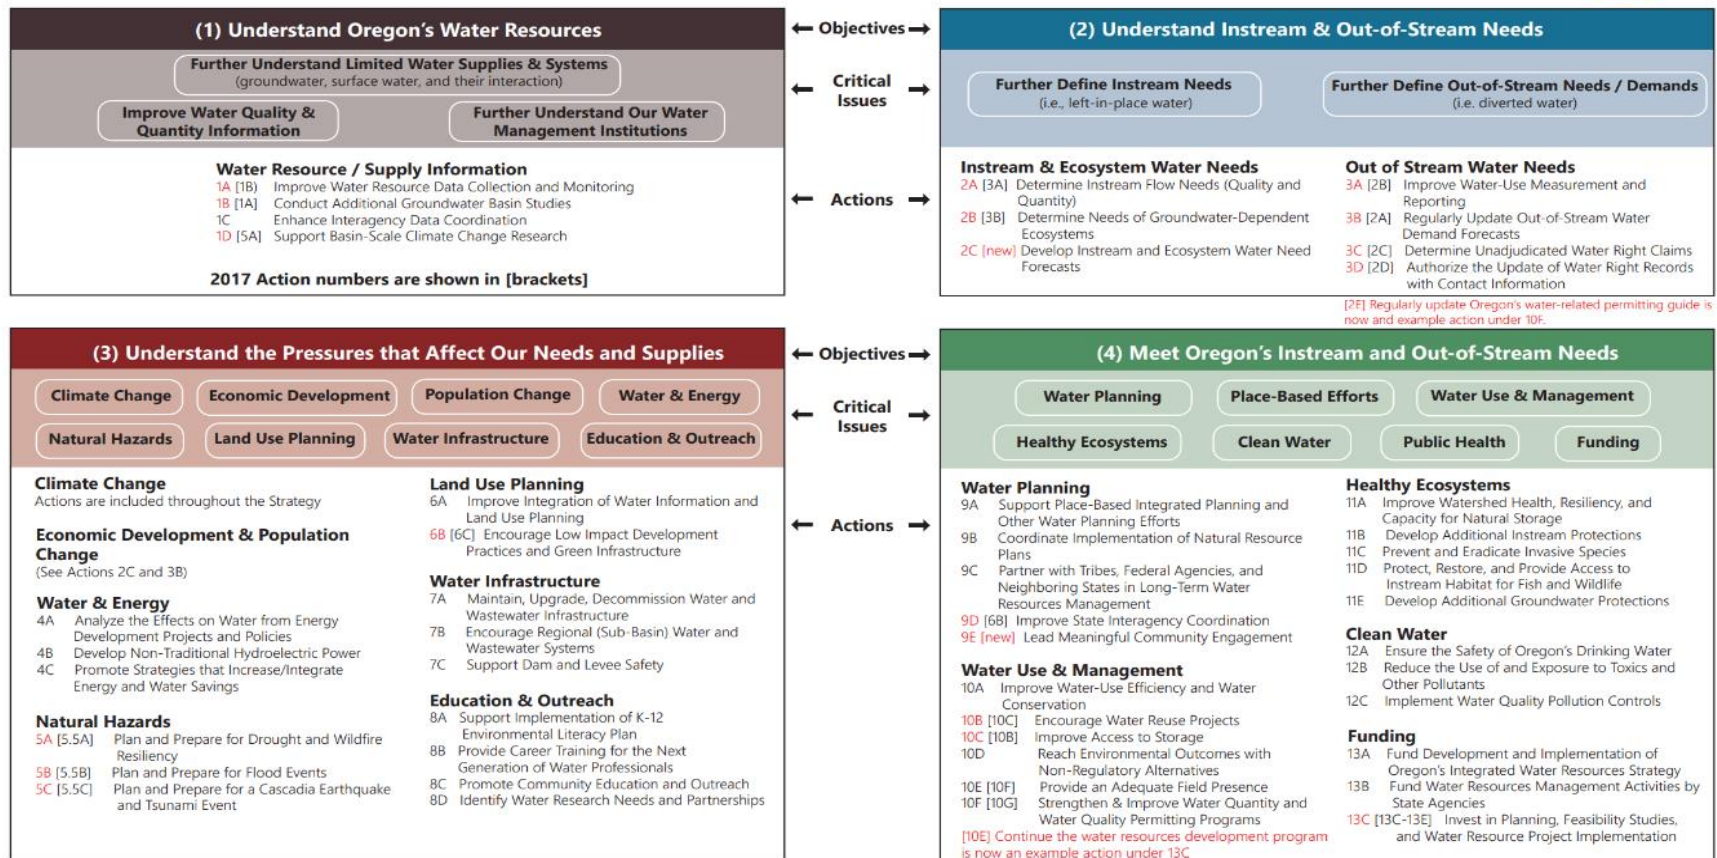 (1) Understand Oregon's Water Resources
Further Understand Limited Water Supplies & Systems
(groundwater, surface water, and their interaction)
Improve Water Quality &
Quantity Information
Further Understand Our Water
Management Institutions
Water Resource / Supply Information
1A [1B) Improve Water Resource Data Collection and Monitoring
1B [1A] Conduct Additional Groundwater Basin Studies
1C Enhance Interagency Data Coordination
1D [5A] Support Basin-Scale Climate Change Research
2017 Action numbers are shown in [brackets]
Objectives
Critical
Issues
Actions
(2) Understand Instream & Out-of-Stream Needs
Further Define Instream Needs
(i.e., left-in-place water)
Further Define Out-of-Stream Needs / Demands
(i.e. diverted water)
Instream & Ecosystem Water Needs
2A [3A] Determine Instream Flow Needs (Quality and
Quantity)
2B [3B] Determine Needs of Groundwater-Dependent
Ecosystems
2C [new] Develop Instream and Ecosystem Water Need
Forecasts
Out of Stream Water Needs
3A [2B] Improve Water-Use Measurement and
Reporting
3B [2A] Regularly Update Out-of-Stream Water
Demand Forecasts
3C [2C] Determine Unadjudicated Water Right Claims
3D [2D] Authorize the Update of Water Right Records
with Contact Information
[2E] Regularly update Oregon's water-related permitting guide is
now and example action under 10F.
(3) Understand the Pressures that Affect Our Needs and Supplies
Climate Change
Economic Development
Population Change
Water & Energy
Natural Hazards
Land Use Planning
Water Infrastructure
Education & Outreach
Climate Change
Actions are included throughout the Strategy
Economic Development & Population
Change
(See Actions 2C and 3B)
Water & Energy
4A Analyze the Effects on Water from Energy
Development Projects and Policies
4B Develop Non-Traditional Hydroelectric Power
4C Promote Strategies that Increase/Integrate
Energy and Water Savings
Natural Hazards
5A [5.5A] Plan and Prepare for Drought and Wildfire
Resiliency
5B [5.5B] Plan and Prepare for Flood Events
5C [5.5C] Plan and Prepare for a Cascadia Earthquake
and Tsunami Event
Land Use Planning
6A Improve Integration of Water Information and
Land Use Planning
6B [6C] Encourage Low Impact Development
Practices and Green Infrastructure
Water Infrastructure
7A Maintain, Upgrade, Decommission Water and
Wastewater Infrastructure
7B Encourage Regional (Sub-Basin) Water and
Wastewater Systems
7C Support Dam and Levee Safety
Education & Outreach
8A Support Implementation of K-12
Environmental Literacy Plan
8B Provide Career Training for the Next
Generation of Water Professionals
8C Promote Community Education and Outreach
8D Identify Water Research Needs and Partnerships
Objectives
Critical
Issues
Actions
(4) Meet Oregon's Instream and Out-of-Stream Needs
Water Planning
Place-Based Efforts
Water Use & Management
Healthy Ecosystems
Clean Water
Public Health
Funding
Water Planning
9A Support Place-Based Integrated Planning and
Other Water Planning Efforts
9B Coordinate Implementation of Natural Resource
Plans
9C Partner with Tribes, Federal Agencies, and
Neighboring States in Long-Term Water
Resources Management
9D [6B] Improve State Interagency Coordination
9E [new] Lead Meaningful Community Engagement
Water Use & Management
10A Improve Water-Use Efficiency and Water
Conservation
10B [10C] Encourage Water Reuse Projects
10C [10B] Improve Access to Storage
10D Reach Environmental Outcomes with
Non-Regulatory Alternatives
10E [10F] Provide an Adequate Field Presence
10F [10G] Strengthen & Improve Water Quantity and
Water Quality Permitting Programs
[10E] Continue the water resources development program
is now an example action under 13C
Healthy Ecosystems
11A Improve Watershed Health, Resiliency, and
Capacity for Natural Storage
11B Develop Additional Instream Protections
11C Prevent and Eradicate Invasive Species
11D Protect, Restore, and Provide Access to
Instream Habitat for Fish and Wildlife
11E Develop Additional Groundwater Protections
Clean Water
12A Ensure the Safety of Oregon's Drinking Water
12B Reduce the Use of and Exposure to Toxics and
Other Pollutants
12C Implement Water Quality Pollution Controls
Funding
13A Fund Development and Implementation of
Oregon's Integrated Water Resources Strategy
13B Fund Water Resources Management Activities by
State Agencies
13C [13C-13E] Invest in Planning, Feasibility Studies,
and Water Resource Project Implementation